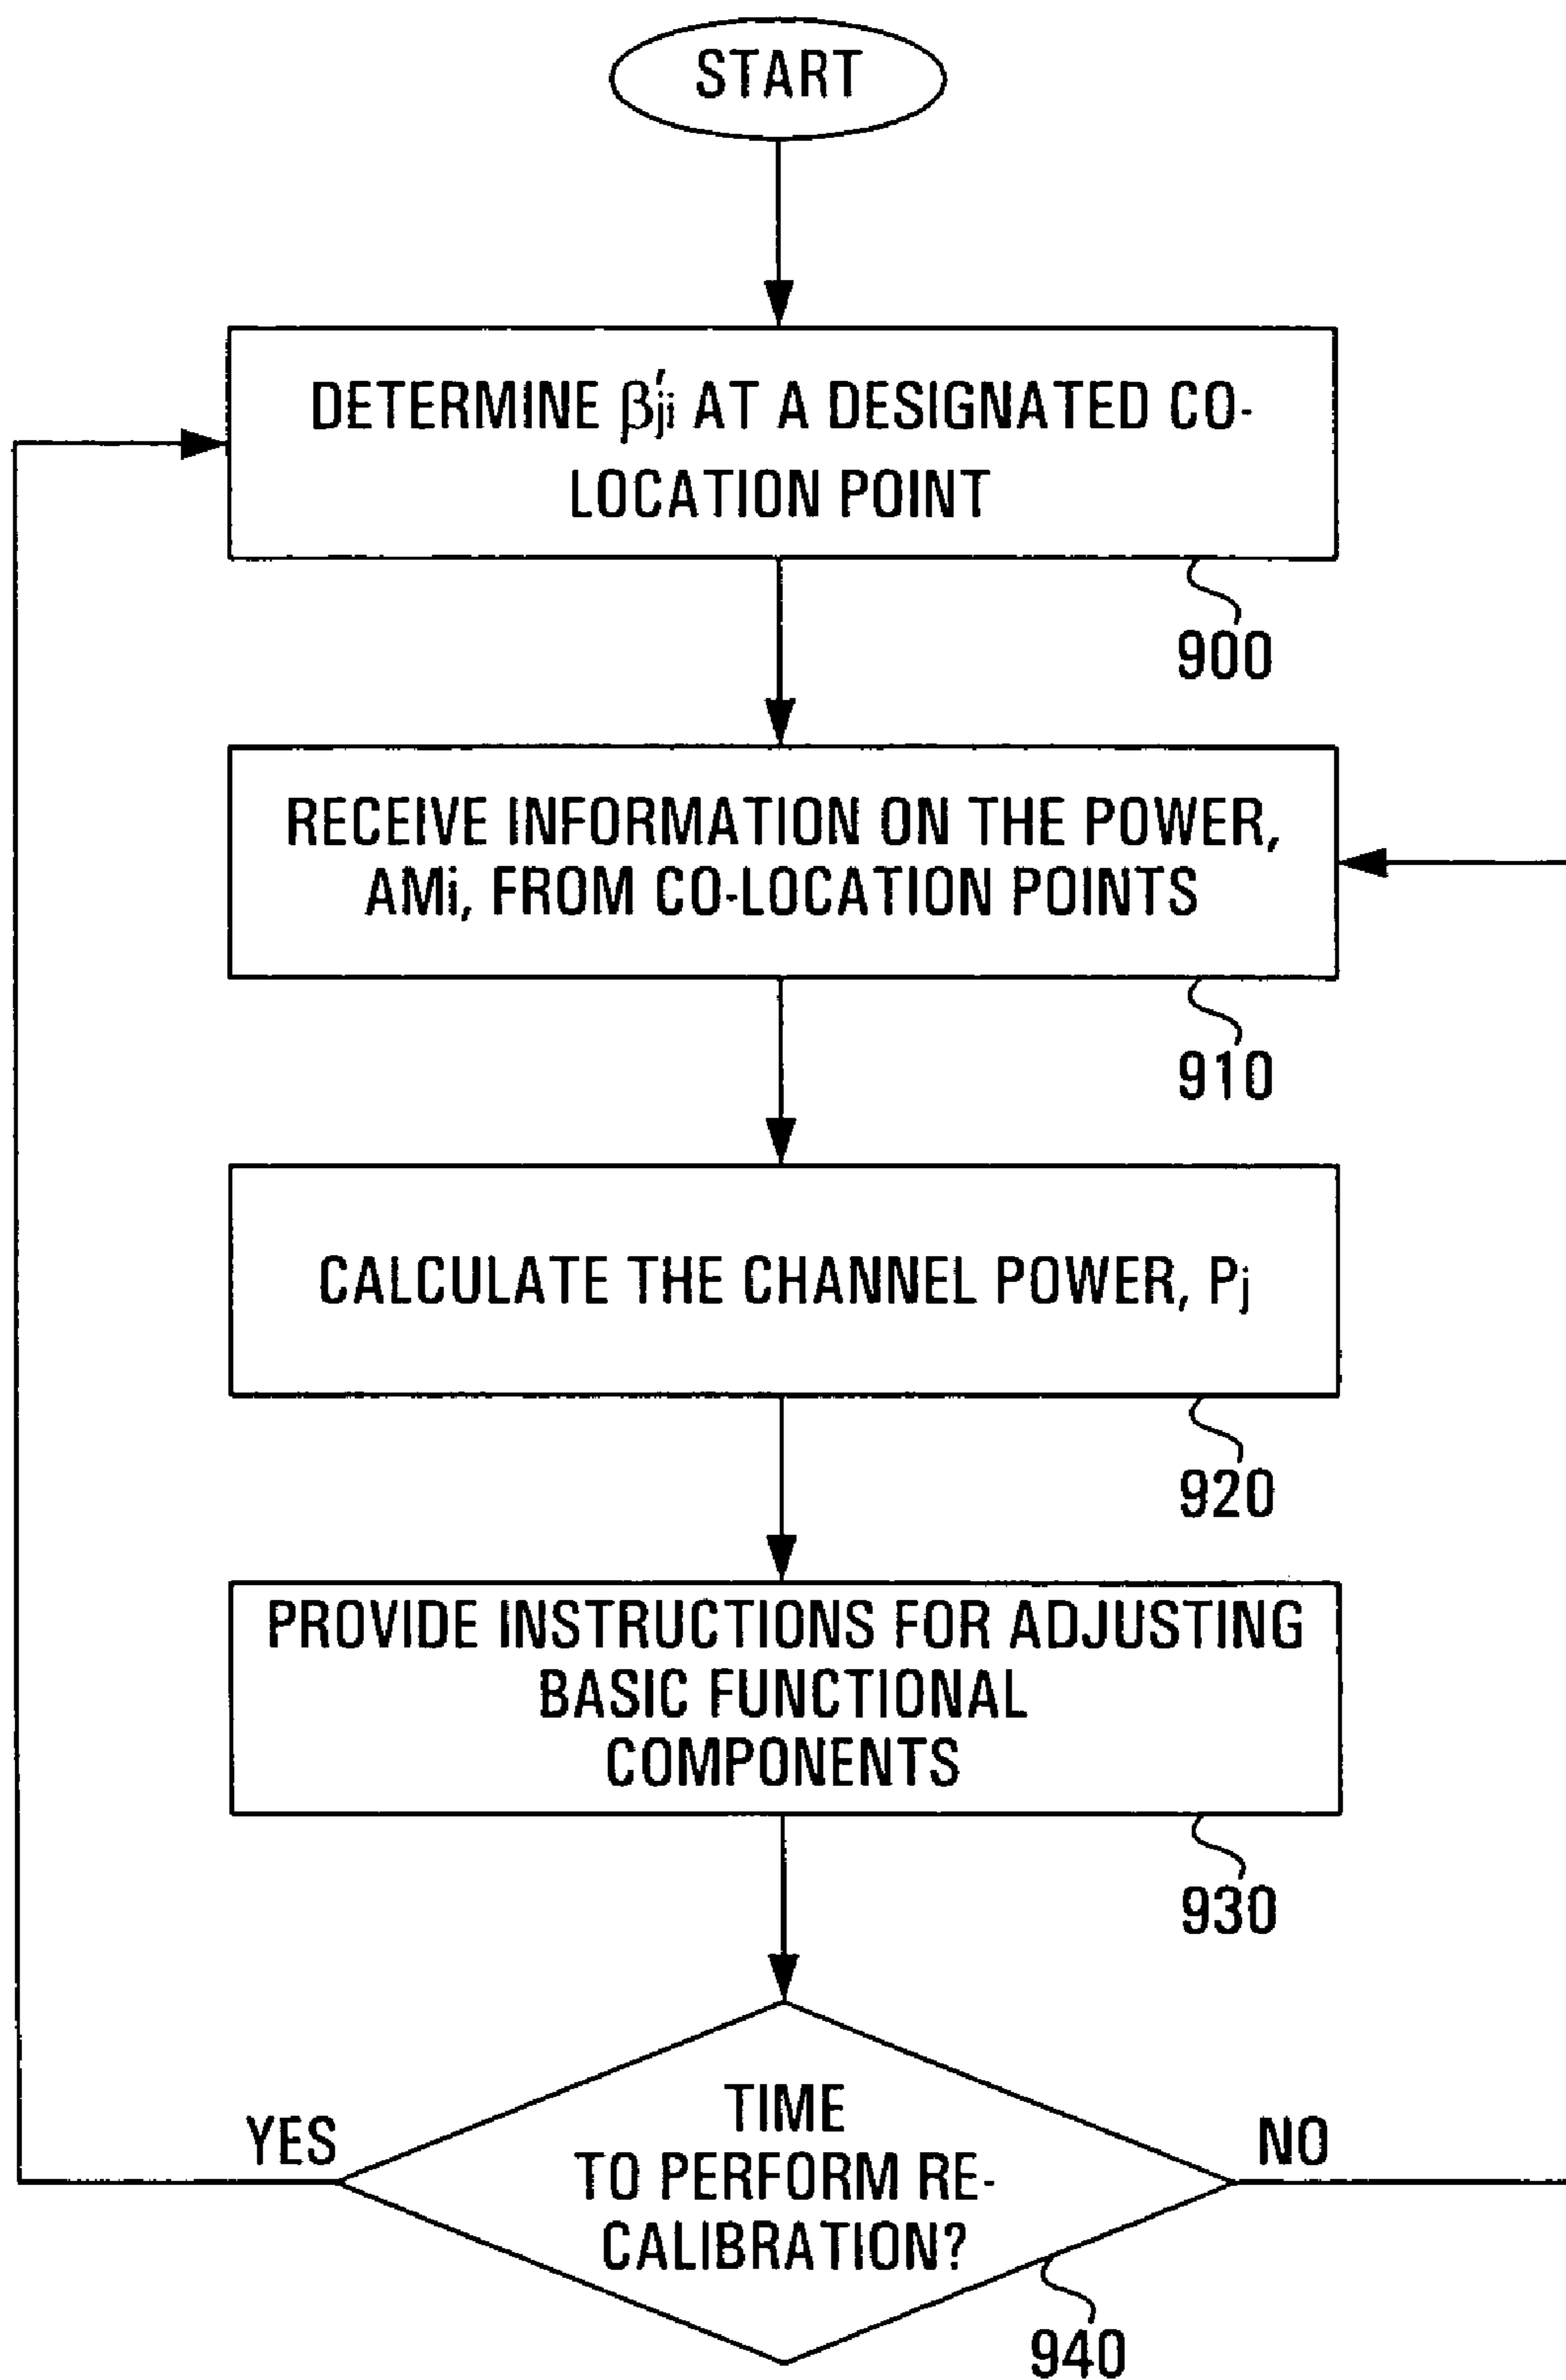 START
DETERMINE β′ji AT A DESIGNATED CO-
LOCATION POINT
900
RECEIVE INFORMATION ON THE POWER,
AMi, FROM CO-LOCATION POINTS
910
CALCULATE THE CHANNEL POWER, Pj
920
PROVIDE INSTRUCTIONS FOR ADJUSTING
BASIC FUNCTIONAL
COMPONENTS
930
TIME
TO PERFORM RE-
CALIBRATION?
YES
NO
940